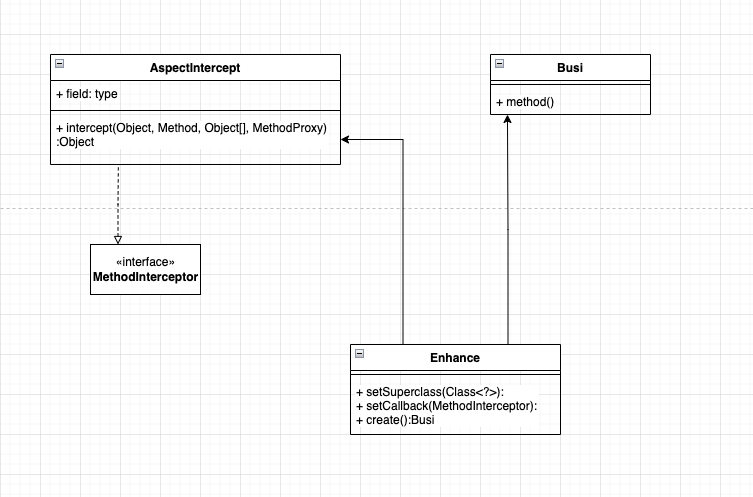 AspectIntercept
+ field: type
+ intercept(Object, Method, Object[], MethodProxy)
:Object
Busi
+ method()
«interface»
MethodInterceptor
Enhance
+ setSuperclass(Class<?>):
+ setCallback(MethodInterceptor):
+ create():Busi